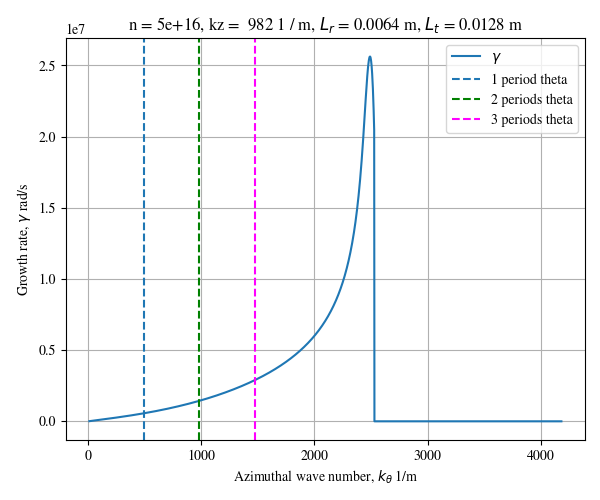 n = 5e+16, kz = 982 1 / m, L_r = 0.0064 m, L_t = 0.0128 m
1e7
γ
1 period theta
2 periods theta
3 periods theta
2.5
2.0
1.5
1.0
0.5
0.0
Growth rate, γ rad/s
0 1000 2000 3000 4000
Azimuthal wave number, k_θ 1/m